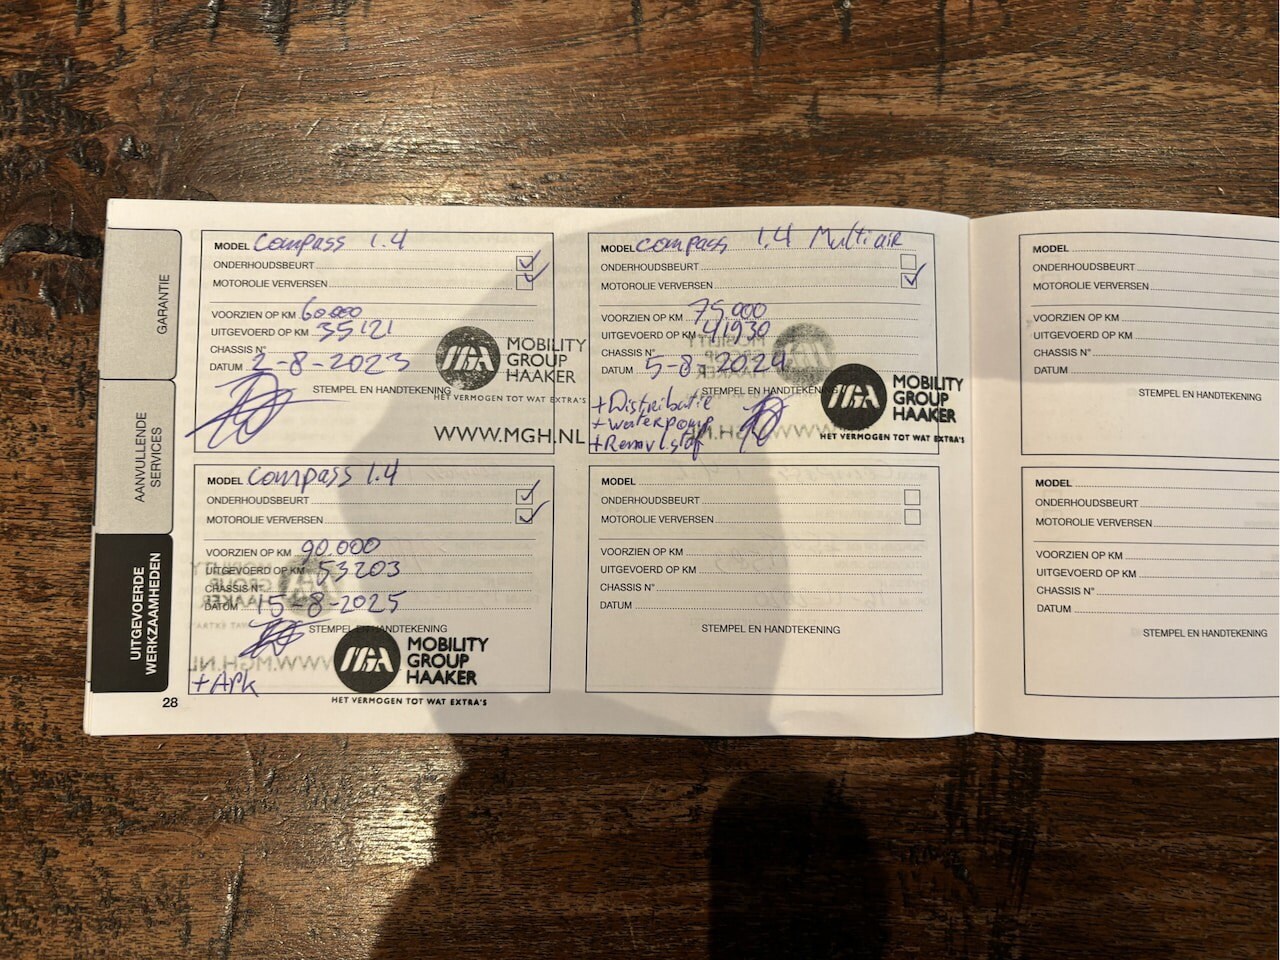 GARANTIE
AANVULLENDE
SERVICES
UITGEVOERDE
WERKZAAMHEDEN
28
MODEL Compass 1.4
ONDERHOUDSBEURT
MOTOROLIE VERVERSEN
VOORZIEN OP KM 60.000
UITGEVOERD OP KM 35121
CHASSIS N°
DATUM 2-8-2023
STEMPEL EN HANDTEKENING
MOBILITY
GROUP
HAAKER
HET VERMOGEN TOT WAT EXTRA'S
WWW.MGH.NL
MODEL compass 1.4 Multiair
ONDERHOUDSBEURT
MOTOROLIE VERVERSEN
VOORZIEN OP KM 75.000
UITGEVOERD OP KM 41930
CHASSIS N°
DATUM 5-8-2024
STEMPEL EN HANDTEKENING
+Distributie
+waterpomp
+Remvlstof
MOBILITY
GROUP
HAAKER
HET VERMOGEN TOT WAT EXTRA'S
MODEL Compass 1.4
ONDERHOUDSBEURT
MOTOROLIE VERVERSEN
VOORZIEN OP KM 90.000
UITGEVOERD OP KM 53203
CHASSIS N°
DATUM 15-8-2025
STEMPEL EN HANDTEKENING
+Apk
MOBILITY
GROUP
HAAKER
HET VERMOGEN TOT WAT EXTRA'S
MODEL
ONDERHOUDSBEURT
MOTOROLIE VERVERSEN
VOORZIEN OP KM
UITGEVOERD OP KM
CHASSIS N°
DATUM
STEMPEL EN HANDTEKENING
MODEL
ONDERHOUDSBEURT
MOTOROLIE VERVERSEN
VOORZIEN OP KM
UITGEVOERD OP KM
CHASSIS N°
DATUM
STEMPEL EN HANDTEKENING
MODEL
ONDERHOUDSBEURT
MOTOROLIE VERVERSEN
VOORZIEN OP KM
UITGEVOERD OP KM
CHASSIS N°
DATUM
STEMPEL EN HANDTEKENING